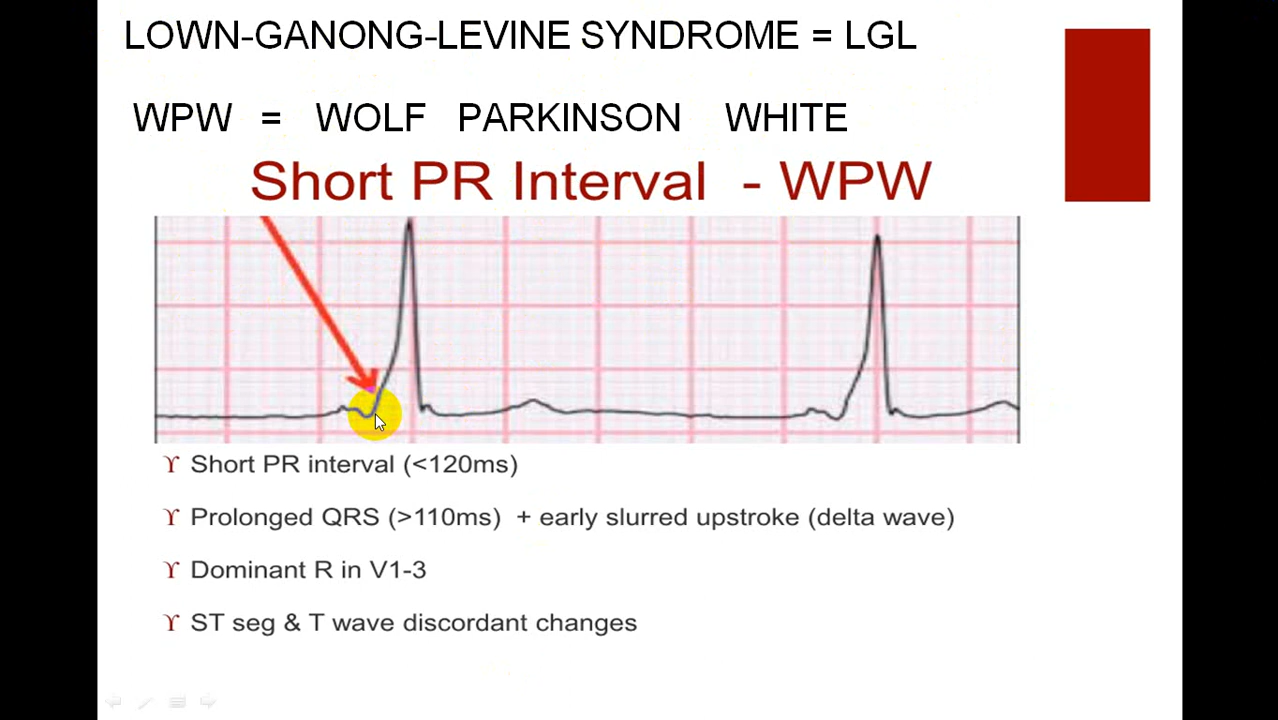 LOWN-GANONG-LEVINE SYNDROME = LGL
WPW = WOLF PARKINSON WHITE
Short PR Interval - WPW
Short PR interval (<120ms)
Prolonged QRS (>110ms) + early slurred upstroke (delta wave)
Dominant R in V1-3
ST seg & T wave discordant changes